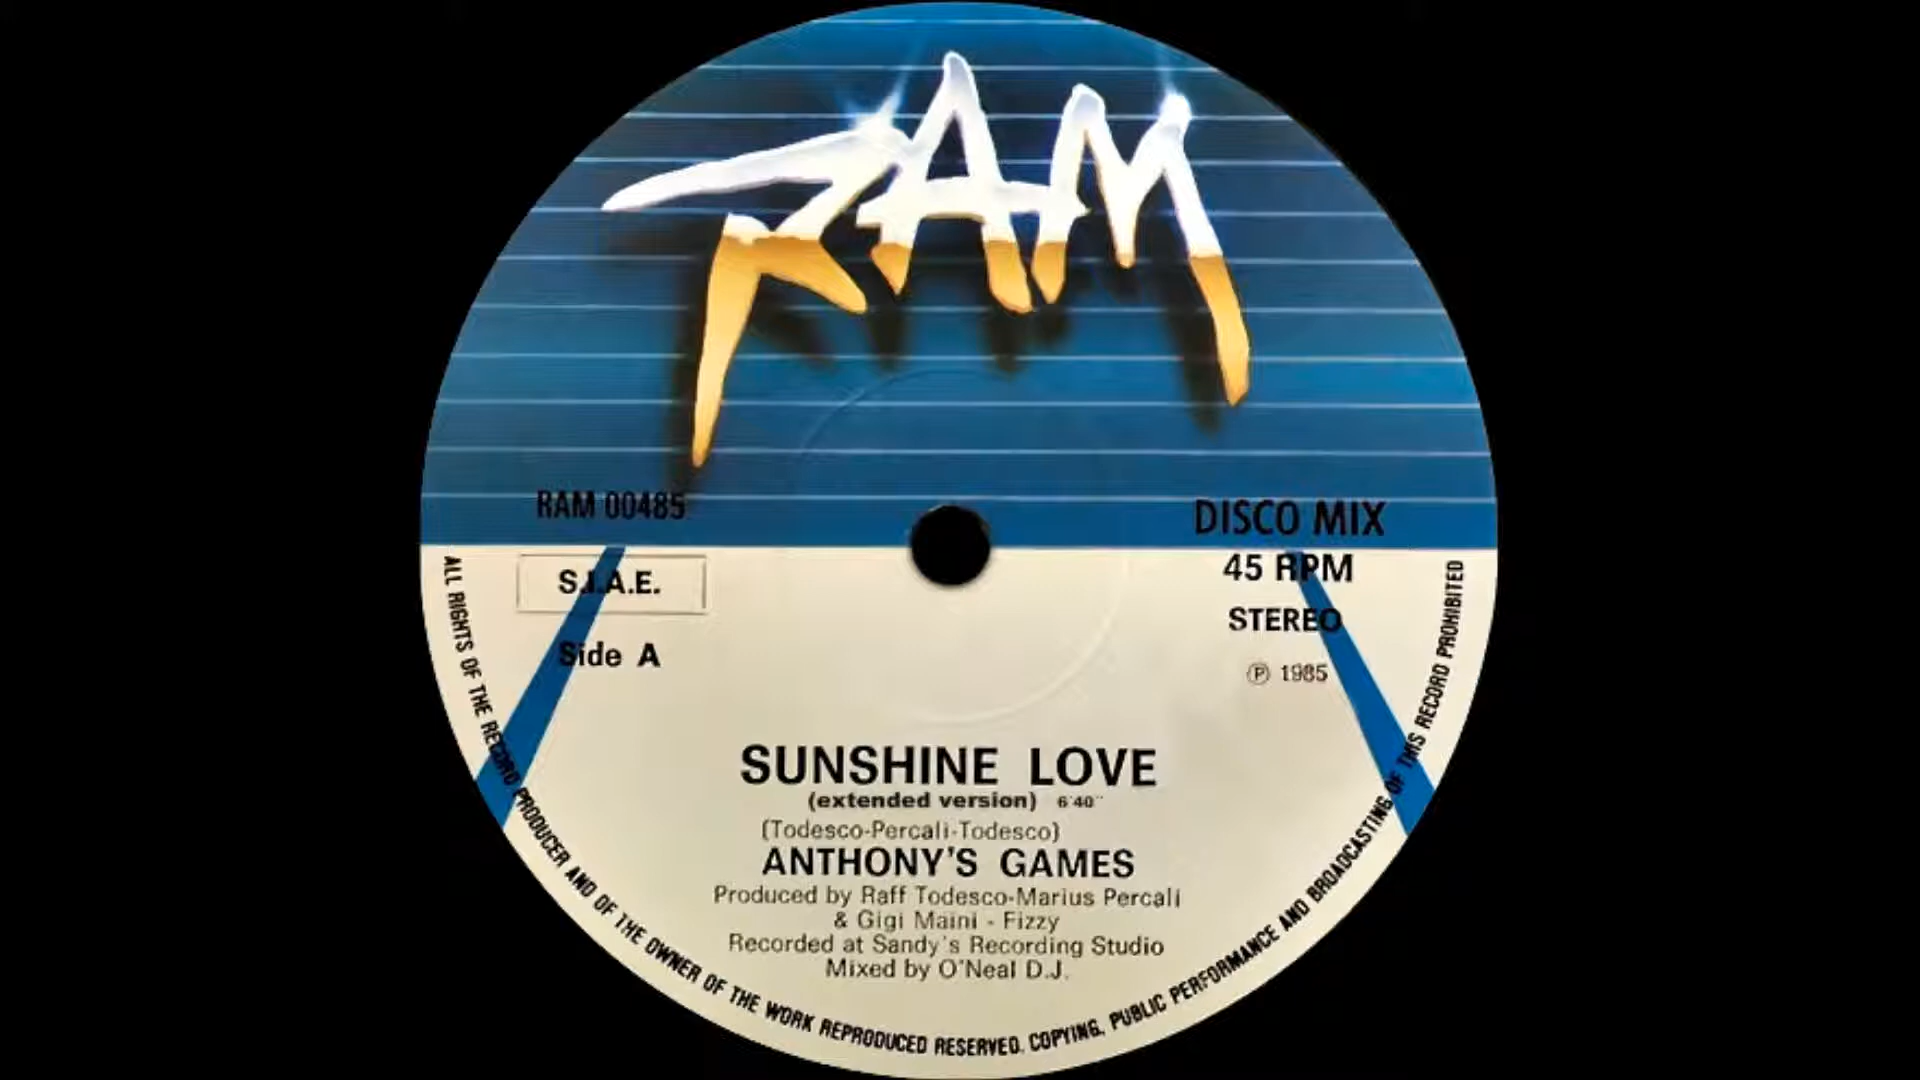 RAM
RAM 00485
DISCO MIX
S.I.A.E.
45 RPM
STEREO
Side A
Ⓟ 1985
SUNSHINE LOVE
(extended version) 6'40''
(Todesco-Percali-Todesco)
ANTHONY'S GAMES
Produced by Raff Todesco-Marius Percali
& Gigi Maini - Fizzy
Recorded at Sandy's Recording Studio
Mixed by O'Neal D.J.
ALL RIGHTS OF THE RECORD PRODUCER AND OF THE OWNER OF THE WORK REPRODUCED RESERVED. COPYING, PUBLIC PERFORMANCE AND BROADCASTING OF THIS RECORD PROHIBITED